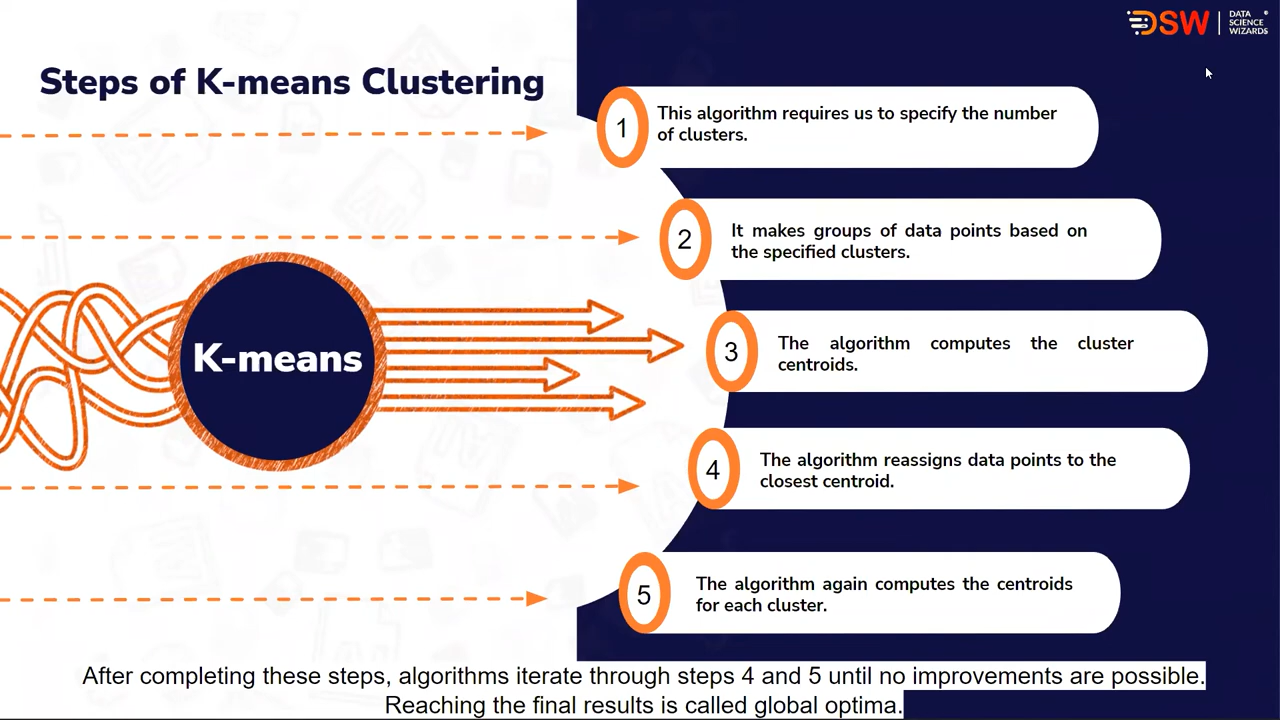 DSW
DATA
SCIENCE
WIZARDS
Steps of K-means Clustering
1
This algorithm requires us to specify the number
of clusters.
2
It makes groups of data points based on
the specified clusters.
K-means
3
The algorithm computes the cluster
centroids.
4
The algorithm reassigns data points to the
closest centroid.
5
The algorithm again computes the centroids
for each cluster.
After completing these steps, algorithms iterate through steps 4 and 5 until no improvements are possible.
Reaching the final results is called global optima.